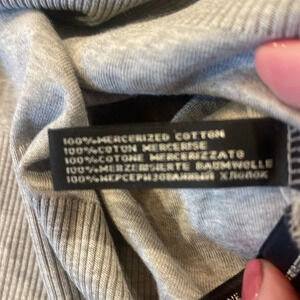 100%MERCERIZED COTTON
100%COTON MERCERISE
100%COTONE MERCERIZZATO
100%MERZERISIERTE BAUMWOLLE
100%МЕРСЕРИЗОВАННЫЙ ХЛОПОК